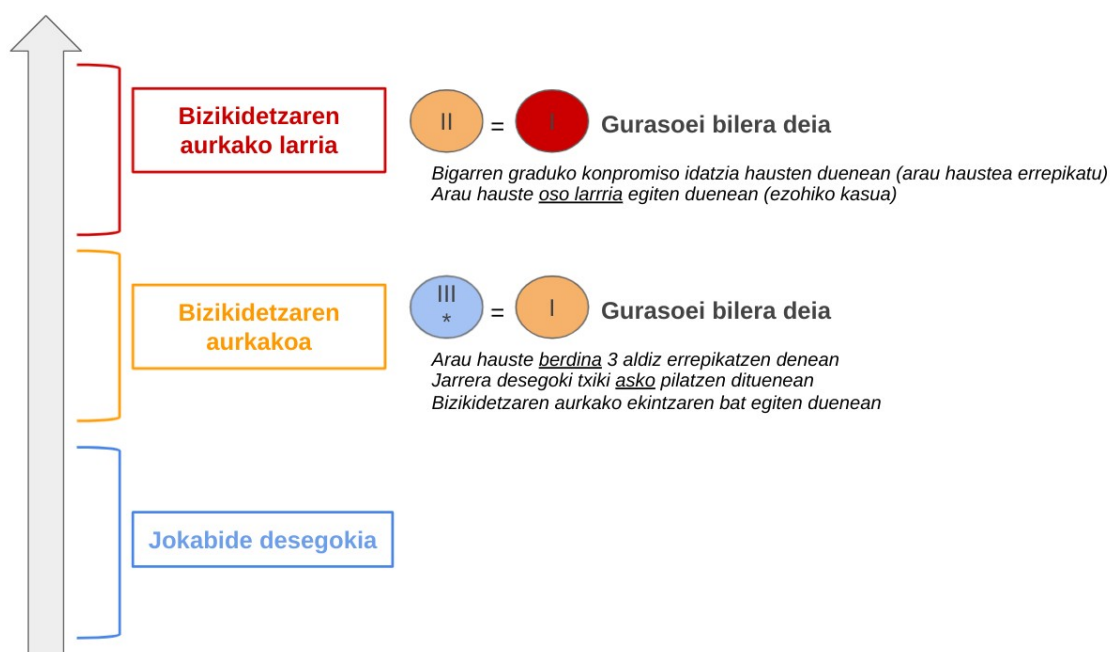 Bizikidetzaren
aurkako larria
II = I Gurasoei bilera deia
Bigarren graduko konpromiso idatzia hausten duenean (arau haustea errepikatu)
Arau hauste oso larrria egiten duenean (ezohiko kasua)
Bizikidetzaren
aurkakoa
III
* = I Gurasoei bilera deia
Arau hauste berdina 3 aldiz errepikatzen denean
Jarrera desegoki txiki asko pilatzen dituenean
Bizikidetzaren aurkako ekintzaren bat egiten duenean
Jokabide desegokia